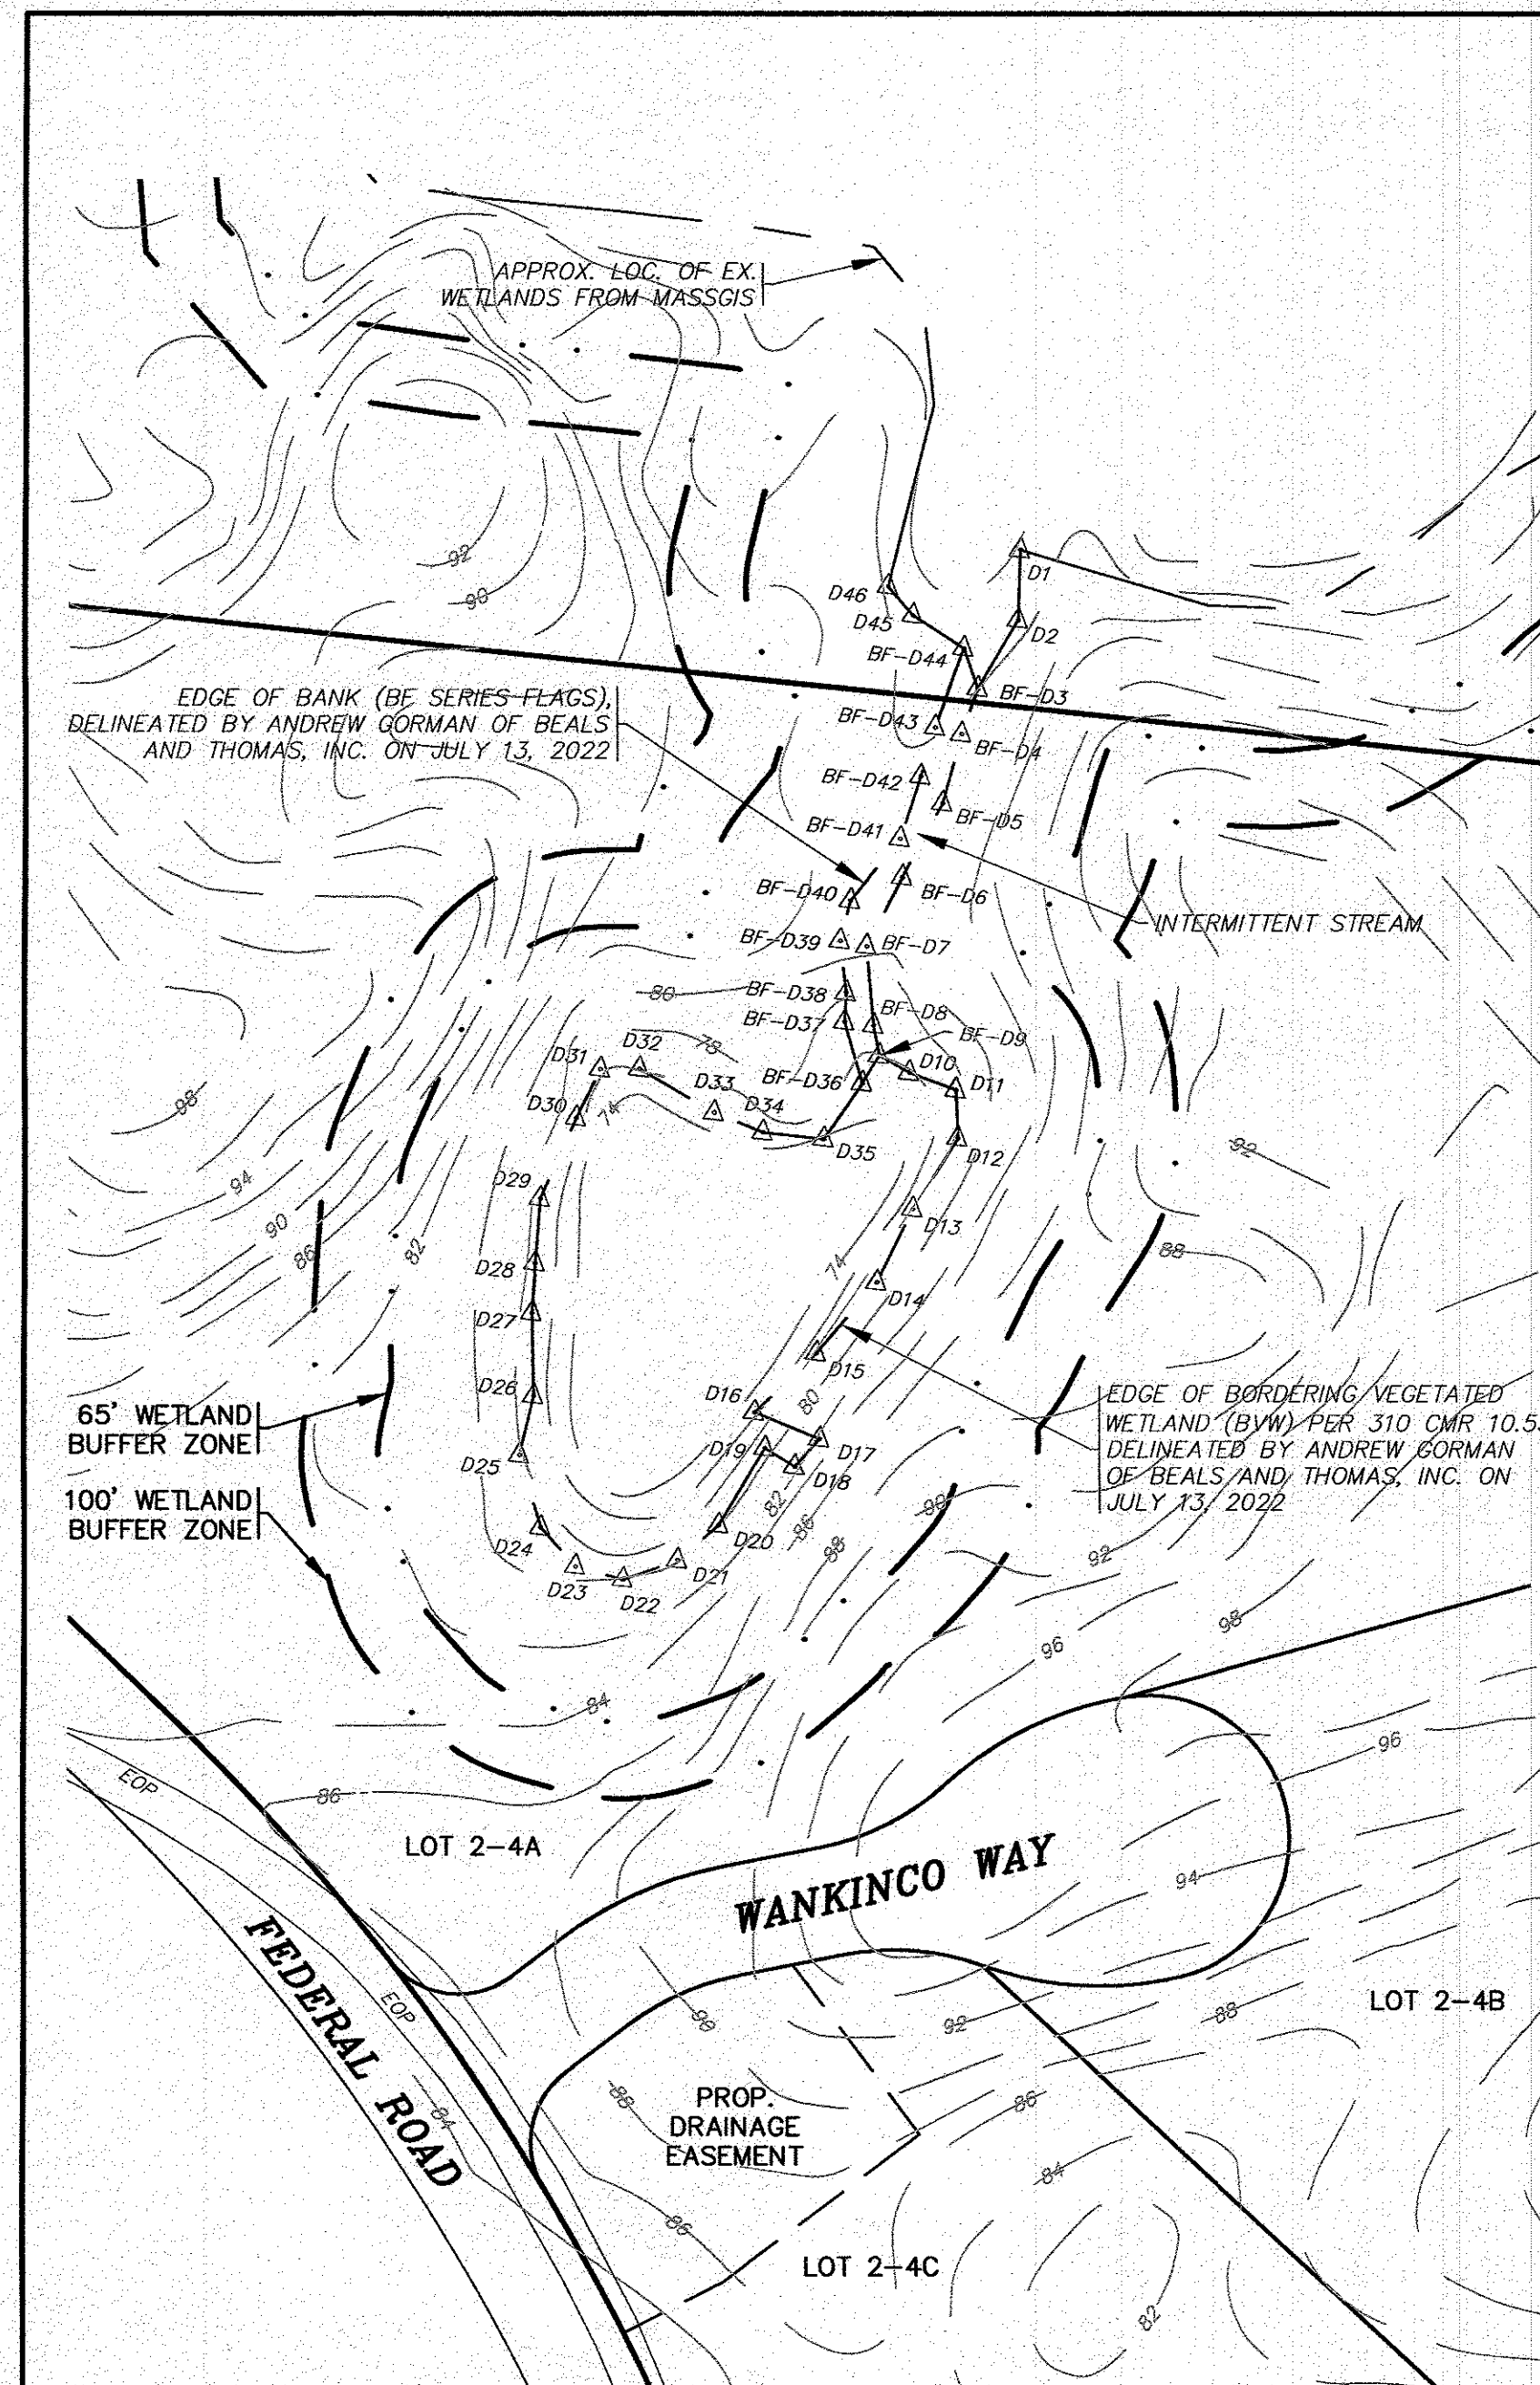 APPROX. LOC. OF EX.
WETLANDS FROM MASSGIS
92
90
D1
D46
D45
D2
BF-D44
BF-D3
EDGE OF BANK (BF SERIES FLAGS),
DELINEATED BY ANDREW GORMAN OF BEALS
AND THOMAS, INC. ON JULY 13, 2022
BF-D43
BF-D4
BF-D42
BF-D5
BF-D41
BF-D40
BF-D6
INTERMITTENT STREAM
BF-D39
BF-D7
80
BF-D38
BF-D8
BF-D37
BF-D9
78
D32
D31
D10
BF-D36
D11
D33
98
D30
74
D34
D35
D12
92
D29
94
D13
90
86
82
88
D28
74
D14
D27
D15
D26
D16
80
65' WETLAND
BUFFER ZONE
EDGE OF BORDERING VEGETATED
WETLAND (BVW) PER 310 CMR 10.55
DELINEATED BY ANDREW GORMAN
OF BEALS AND THOMAS, INC. ON
JULY 13, 2022
D19
D17
D25
D18
82
90
100' WETLAND
BUFFER ZONE
86
88
D24
D20
92
D23
D22
D21
98
96
84
96
EOP
86
LOT 2-4A
WANKINCO WAY
94
FEDERAL ROAD
EOP
90
92
88
LOT 2-4B
84
88
PROP.
DRAINAGE
EASEMENT
86
84
86
LOT 2-4C
82